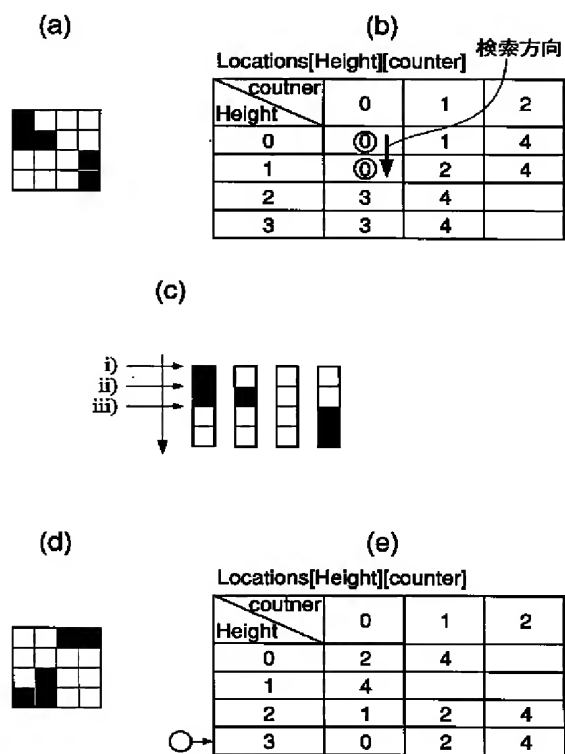 (a)
(b)
Locations[Height][counter]
検索方向
coutner
Height
0 1 2
0 0 1 4
1 0 2 4
2 3 4
3 3 4
(c)
i)
ii)
iii)
(d)
(e)
Locations[Height][counter]
coutner
Height
0 1 2
0 2 4
1 4
2 1 2 4
3 0 2 4